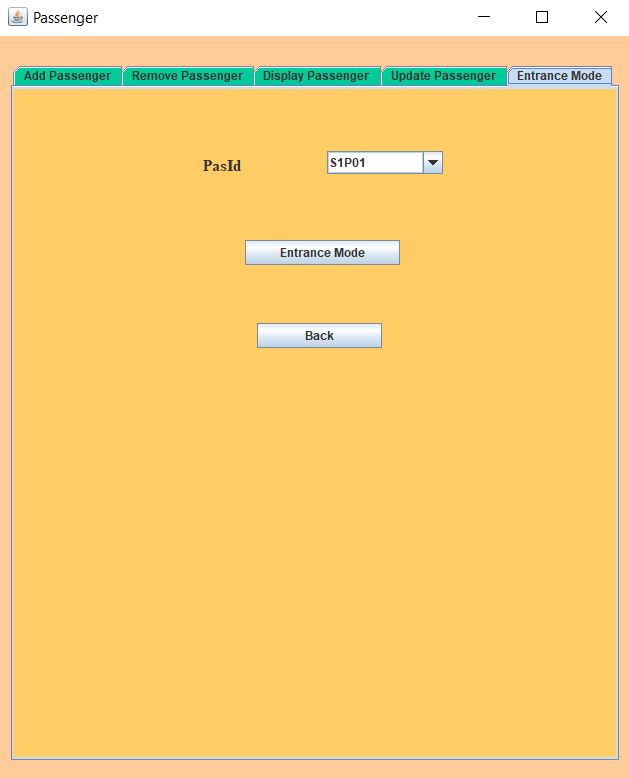 Passenger
Add Passenger Remove Passenger Display Passenger Update Passenger Entrance Mode
PasId S1P01
Entrance Mode
Back